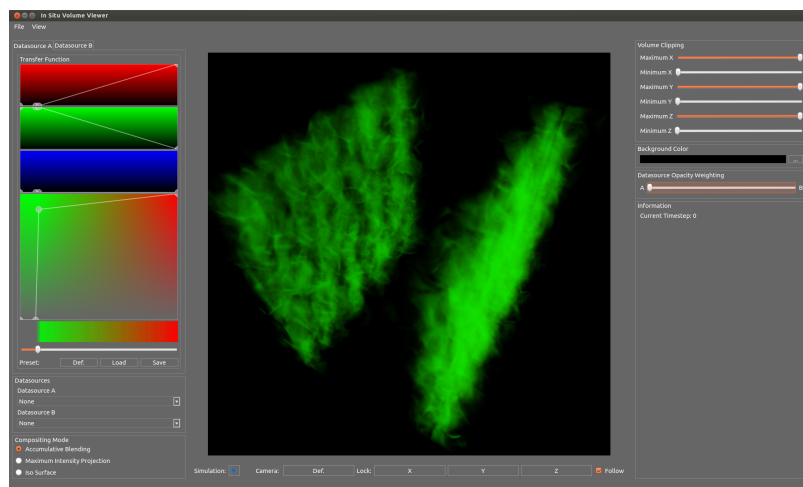 In Situ Volume Viewer
File View
Datasource A Datasource B
Transfer Function
Preset: Def. Load Save
Datasources
Datasource A
None
Datasource B
None
Compositing Mode
Accumulative Blending
Maximum Intensity Projection
Iso Surface
Simulation: Camera: Def. Lock: X Y Z Follow
Volume Clipping
Maximum X
Minimum X
Maximum Y
Minimum Y
Maximum Z
Minimum Z
Background Color
...
Datasource Opacity Weighting
A B
Information
Current Timestep: 0